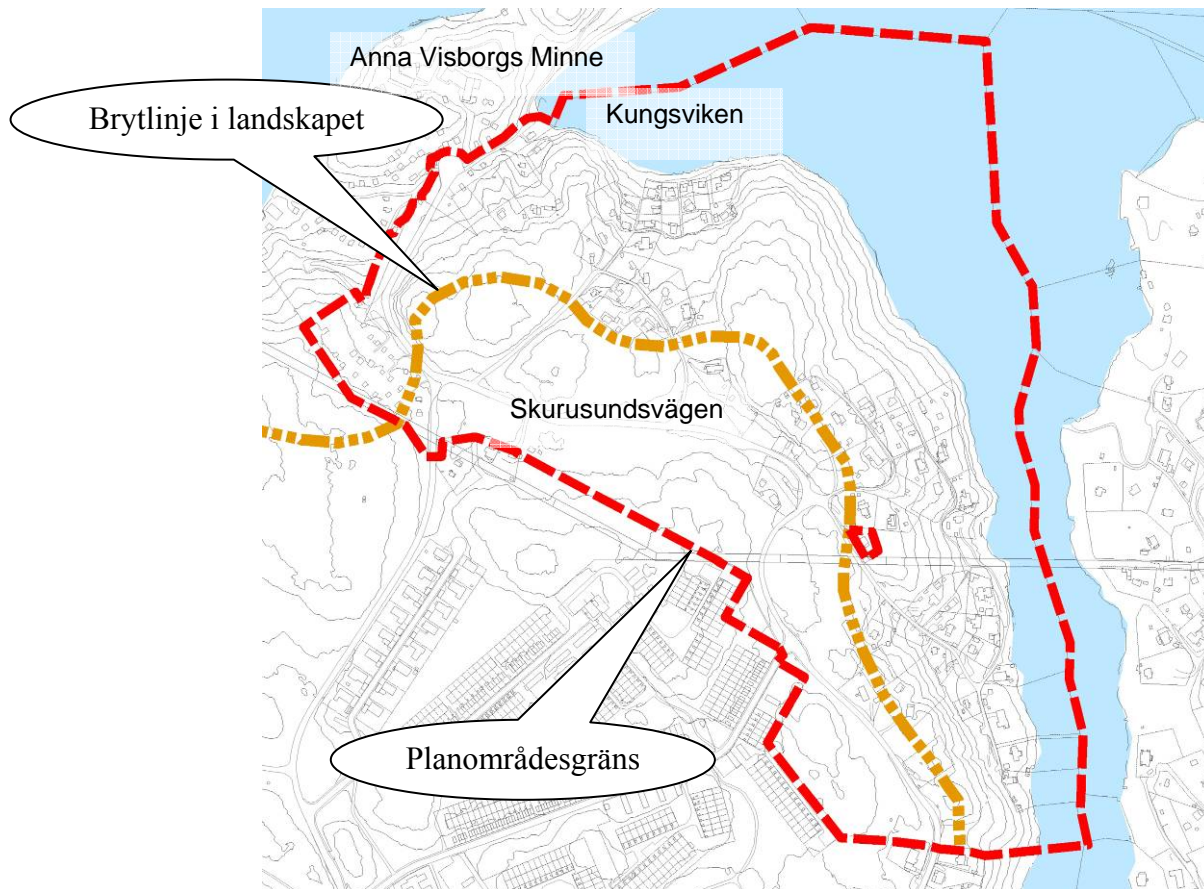 Anna Visborgs Minne
Brytlinje i landskapet
Kungsviken
Skurusundsvägen
Planområdesgräns